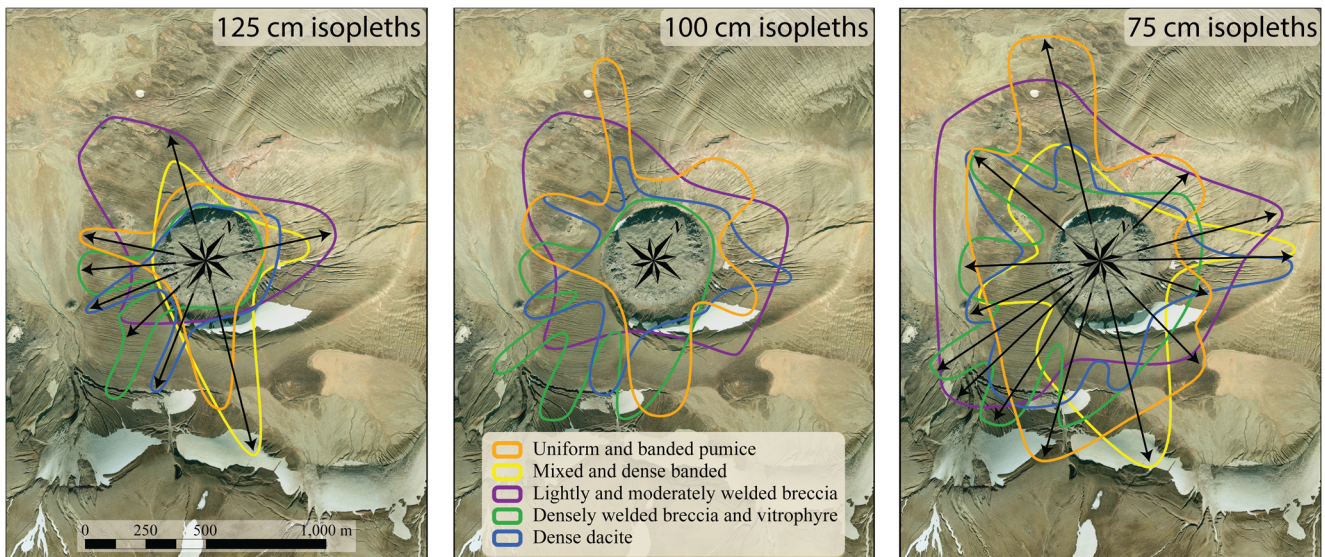 125 cm isopleths
100 cm isopleths
75 cm isopleths
N
N
N
Uniform and banded pumice
Mixed and dense banded
Lightly and moderately welded breccia
Densely welded breccia and vitrophyre
Dense dacite
0 250 500 1,000 m